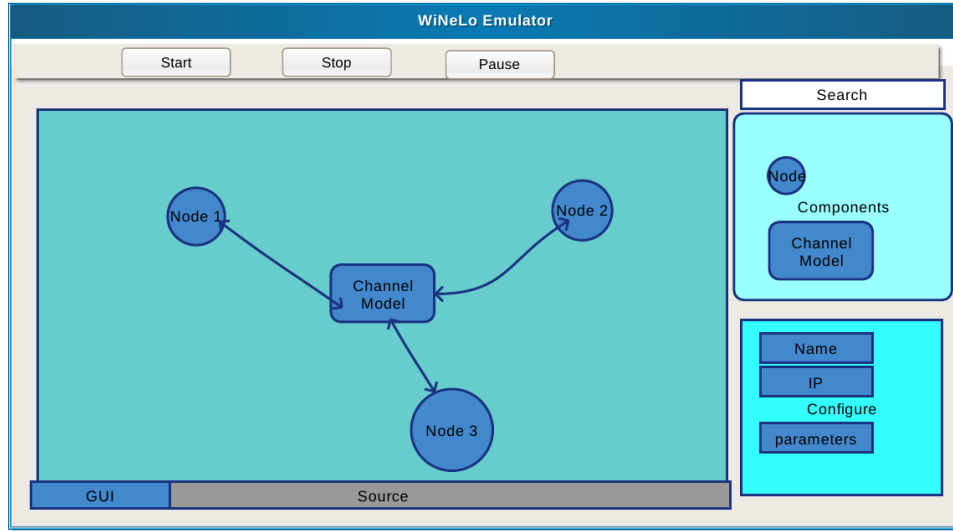 WiNeLo Emulator
Start
Stop
Pause
Search
Node 1
Node 2
Channel
Model
Node 3
Node
Components
Channel
Model
Name
IP
Configure
parameters
GUI
Source